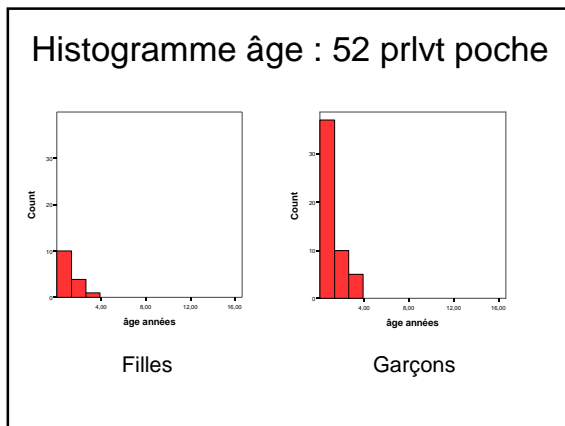 Histogramme âge : 52 prlvt poche
30
20
10
0
Count
4,00 8,00 12,00 16,00
âge années
Filles
30
20
10
0
Count
4,00 8,00 12,00 16,00
âge années
Garçons